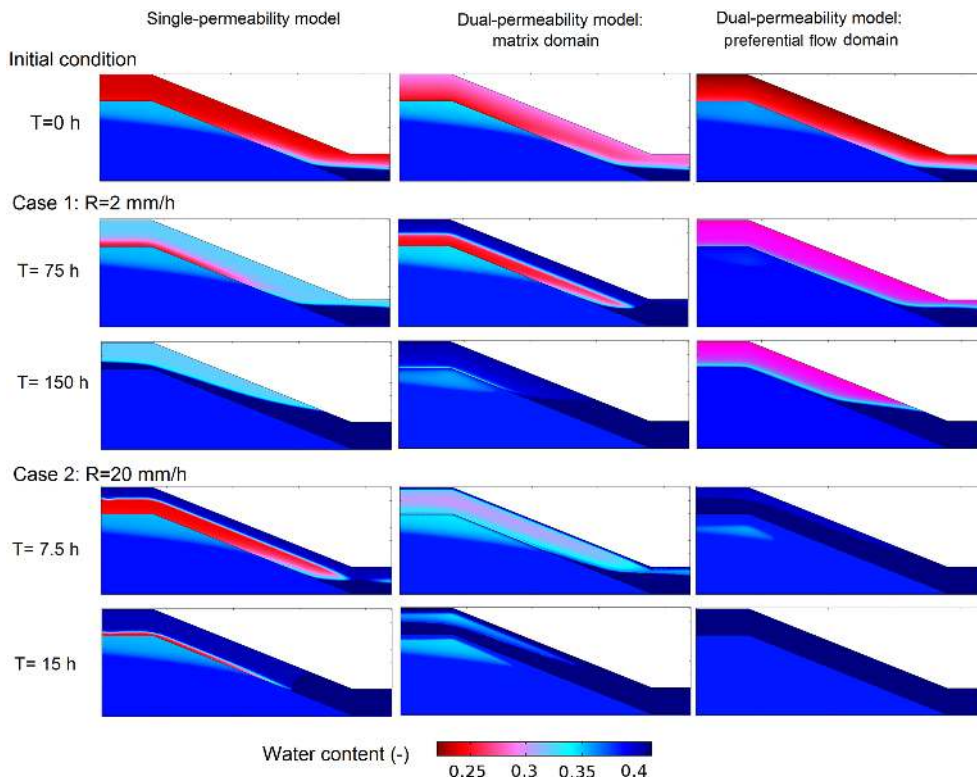 Single-permeability model
Dual-permeability model:
matrix domain
Dual-permeability model:
preferential flow domain
Initial condition
T=0 h
Case 1: R=2 mm/h
T= 75 h
T= 150 h
Case 2: R=20 mm/h
T= 7.5 h
T= 15 h
Water content (-)
0.25 0.3 0.35 0.4